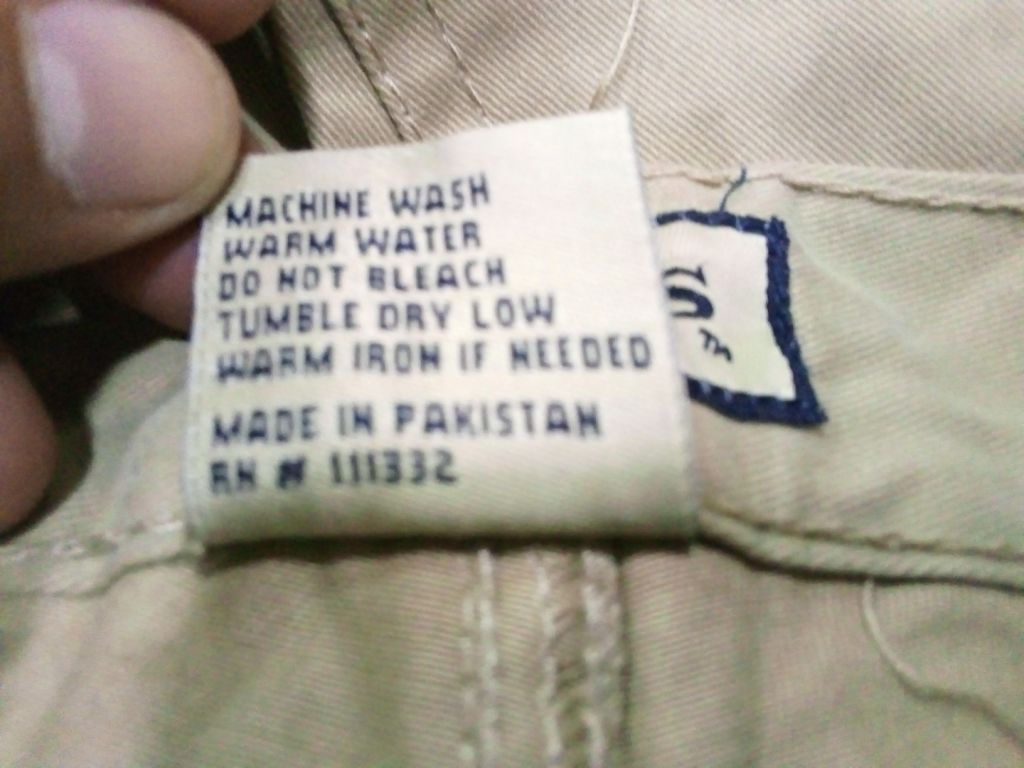 MACHINE WASH
WARM WATER
DO NOT BLEACH
TUMBLE DRY LOW
WARM IRON IF NEEDED
MADE IN PAKISTAN
RN # 111332